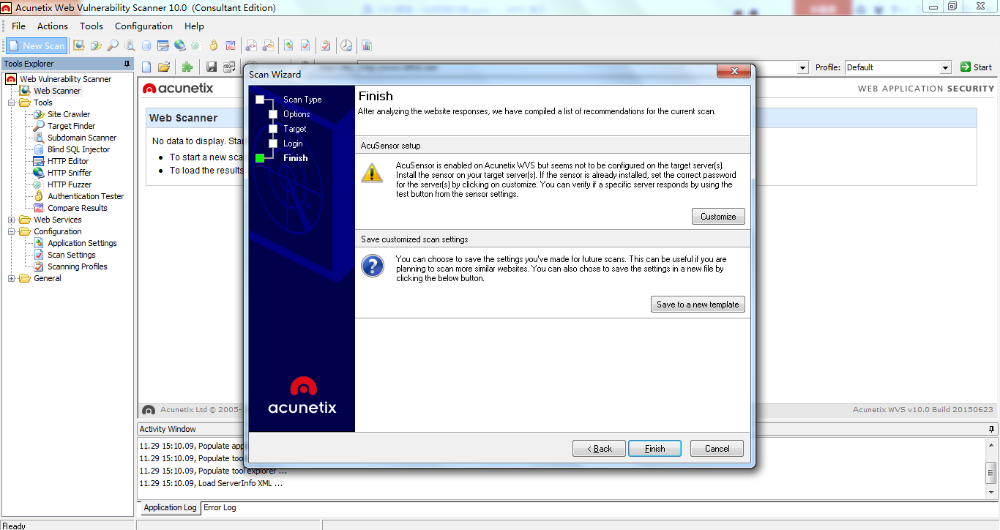 Acunetix Web Vulnerability Scanner 10.0 (Consultant Edition)
File Actions Tools Configuration Help
New Scan
Tools Explorer
Profile: Default Start
Web Vulnerability Scanner
Web Scanner
Tools
Site Crawler
Target Finder
Subdomain Scanner
Blind SQL Injector
HTTP Editor
HTTP Sniffer
HTTP Fuzzer
Authentication Tester
Compare Results
Web Services
Configuration
Application Settings
Scan Settings
Scanning Profiles
General
acunetix
WEB APPLICATION SECURITY
Web Scanner
No data to display. Star
To start a new sca
To load the results
Scan Wizard
Scan Type
Options
Target
Login
Finish
acunetix
Finish
After analyzing the website responses, we have compiled a list of recommendations for the current scan.
AcuSensor setup
AcuSensor is enabled on Acunetix WVS but seems not to be configured on the target server(s).
Install the sensor on your target server(s). If the sensor is already installed, set the correct password
for the server(s) by clicking on customize. You can verify if a specific server responds by using the
test button from the sensor settings.
Customize
Save customized scan settings
You can choose to save the settings you've made for future scans. This can be useful if you are
planning to scan more similar websites. You can also chose to save the settings in a new file by
clicking the below button.
Save to a new template
< Back Finish Cancel
Acunetix Ltd © 2005-
Acunetix WVS v10.0 Build 20150623
Activity Window
11.29 15:10.09, Populate app
11.29 15:10.09, Populate too
11.29 15:10.09, Populate tool explorer ...
11.29 15:10.09, Load ServerInfo XML ...
Application Log Error Log
Ready